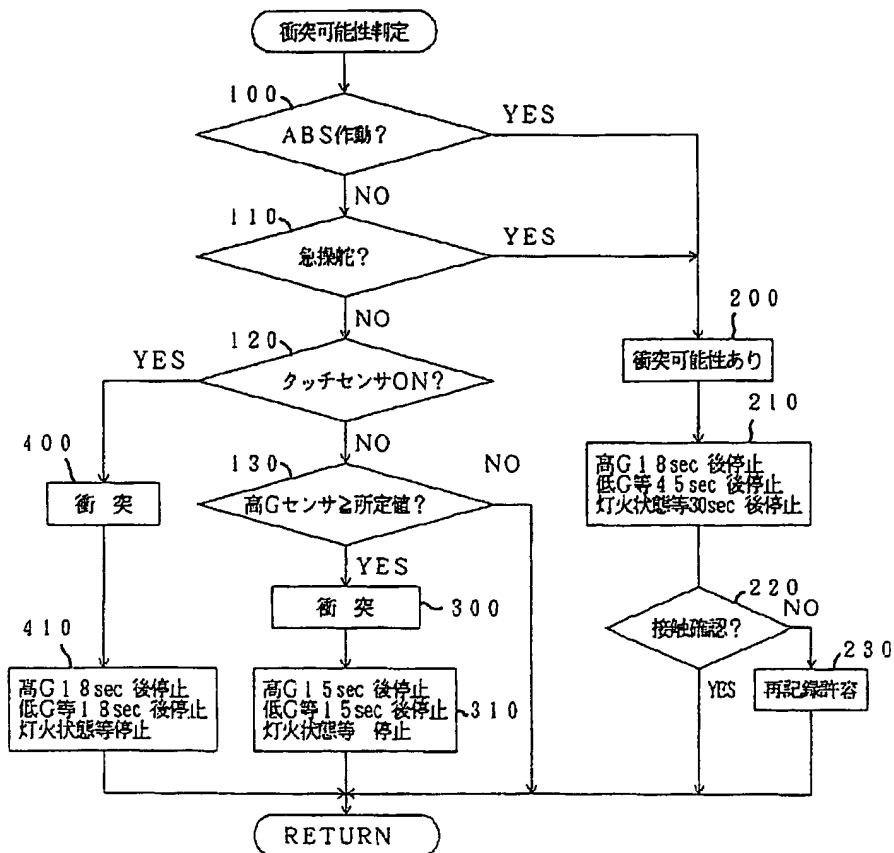 衝突可能性判定
100
ABS作動?
YES
NO
110
急操舵?
YES
NO
120
YES
タッチセンサON?
NO
200
衝突可能性あり
210
高G18sec 後停止
低G等45sec 後停止
灯火状態等30sec 後停止
400
衝 突
130
NO
高Gセンサ≧所定値?
YES
衝 突
300
220
NO
接触確認?
YES
230
再記録許容
410
高G18sec 後停止
低G等18sec 後停止
灯火状態等停止
高G15sec 後停止
低G等15sec 後停止
灯火状態等 停止
310
RETURN